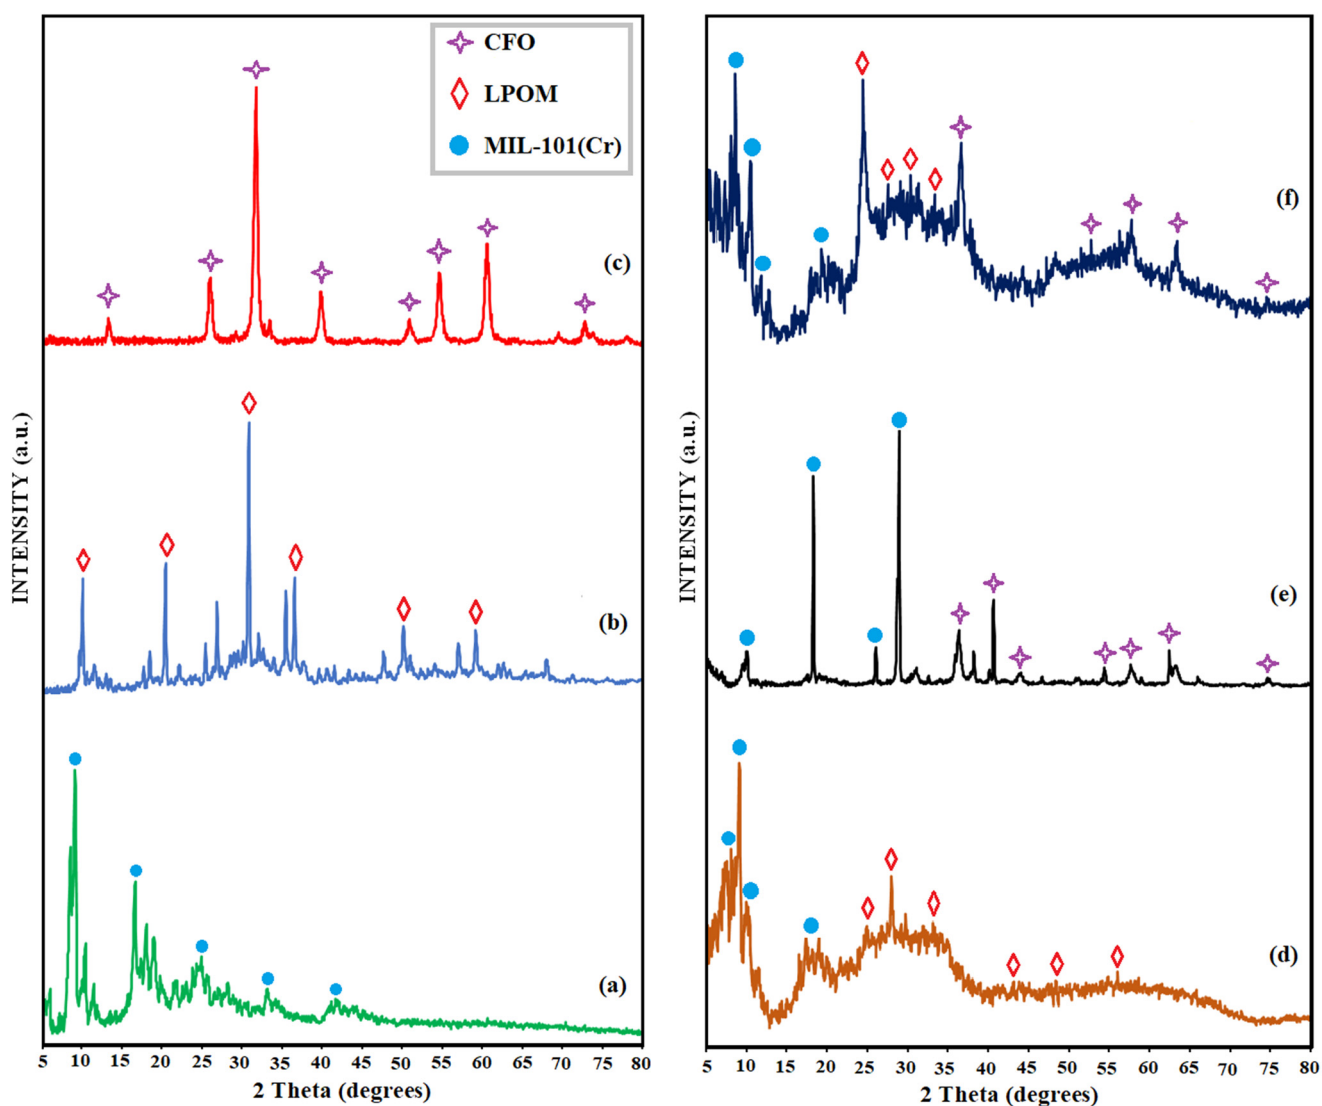 CFO
LPOM
MIL-101(Cr)
(c)
(b)
(a)
INTENSITY (a.u.)
5 10 15 20 25 30 35 40 45 50 55 60 65 70 75 80
2 Theta (degrees)
(f)
(e)
(d)
INTENSITY (a.u.)
5 10 15 20 25 30 35 40 45 50 55 60 65 70 75 80
2 Theta (degrees)